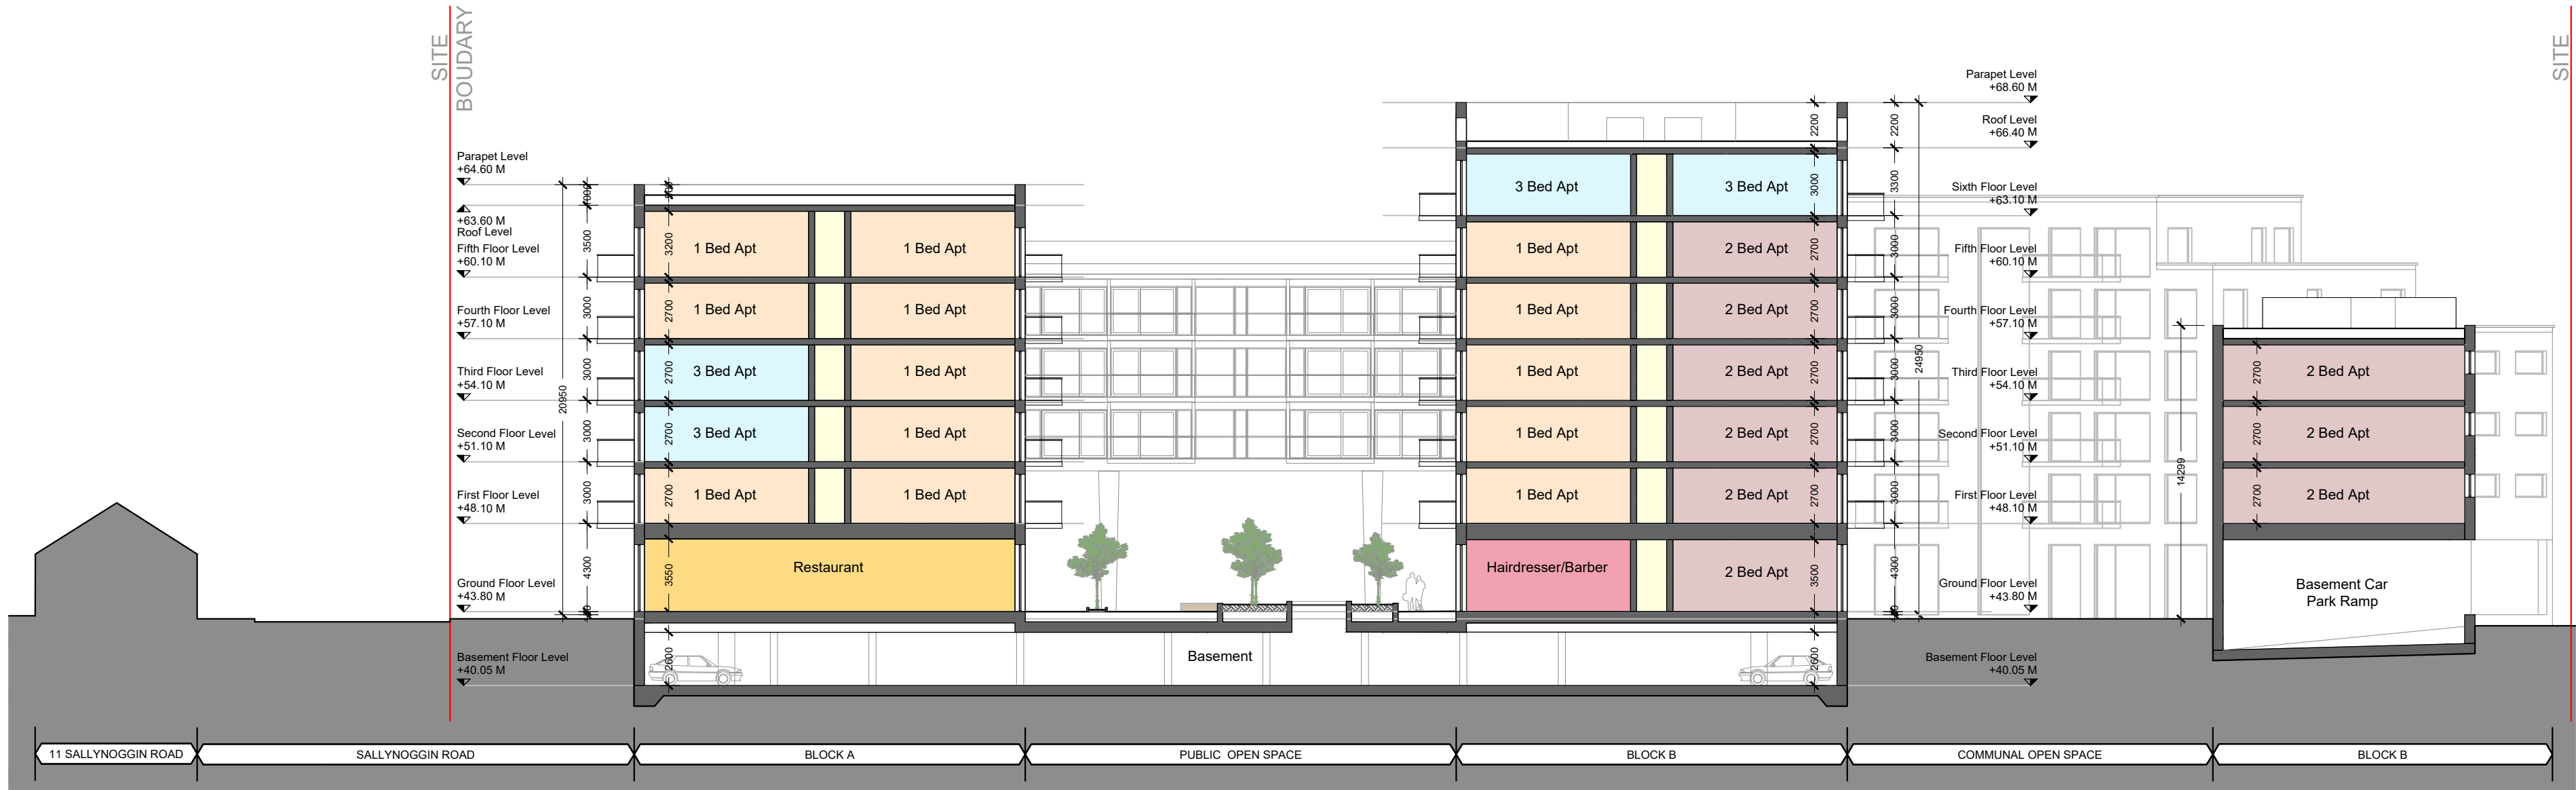 SITE
BOUDARY
SITE
Parapet Level
+64.60 M
+63.60 M
Roof Level
Fifth Floor Level
+60.10 M
Fourth Floor Level
+57.10 M
Third Floor Level
+54.10 M
Second Floor Level
+51.10 M
First Floor Level
+48.10 M
Ground Floor Level
+43.80 M
Basement Floor Level
+40.05 M
20950
3500
3000
3000
3000
3000
4300
3200
2700
2700
2700
2700
3550
2600
1 Bed Apt
1 Bed Apt
1 Bed Apt
1 Bed Apt
3 Bed Apt
1 Bed Apt
3 Bed Apt
1 Bed Apt
1 Bed Apt
1 Bed Apt
Restaurant
Basement
3 Bed Apt
3 Bed Apt
1 Bed Apt
2 Bed Apt
1 Bed Apt
2 Bed Apt
1 Bed Apt
2 Bed Apt
1 Bed Apt
2 Bed Apt
1 Bed Apt
2 Bed Apt
Hairdresser/Barber
2 Bed Apt
2200
3000
2700
2700
2700
2700
2700
3500
2600
2200
3300
3000
3000
3000
3000
3000
4300
24950
Parapet Level
+68.60 M
Roof Level
+66.40 M
Sixth Floor Level
+63.10 M
Fifth Floor Level
+60.10 M
Fourth Floor Level
+57.10 M
Third Floor Level
+54.10 M
Second Floor Level
+51.10 M
First Floor Level
+48.10 M
Ground Floor Level
+43.80 M
Basement Floor Level
+40.05 M
14299
2700
2700
2700
2 Bed Apt
2 Bed Apt
2 Bed Apt
Basement Car
Park Ramp
11 SALLYNOGGIN ROAD
SALLYNOGGIN ROAD
BLOCK A
PUBLIC OPEN SPACE
BLOCK B
COMMUNAL OPEN SPACE
BLOCK B